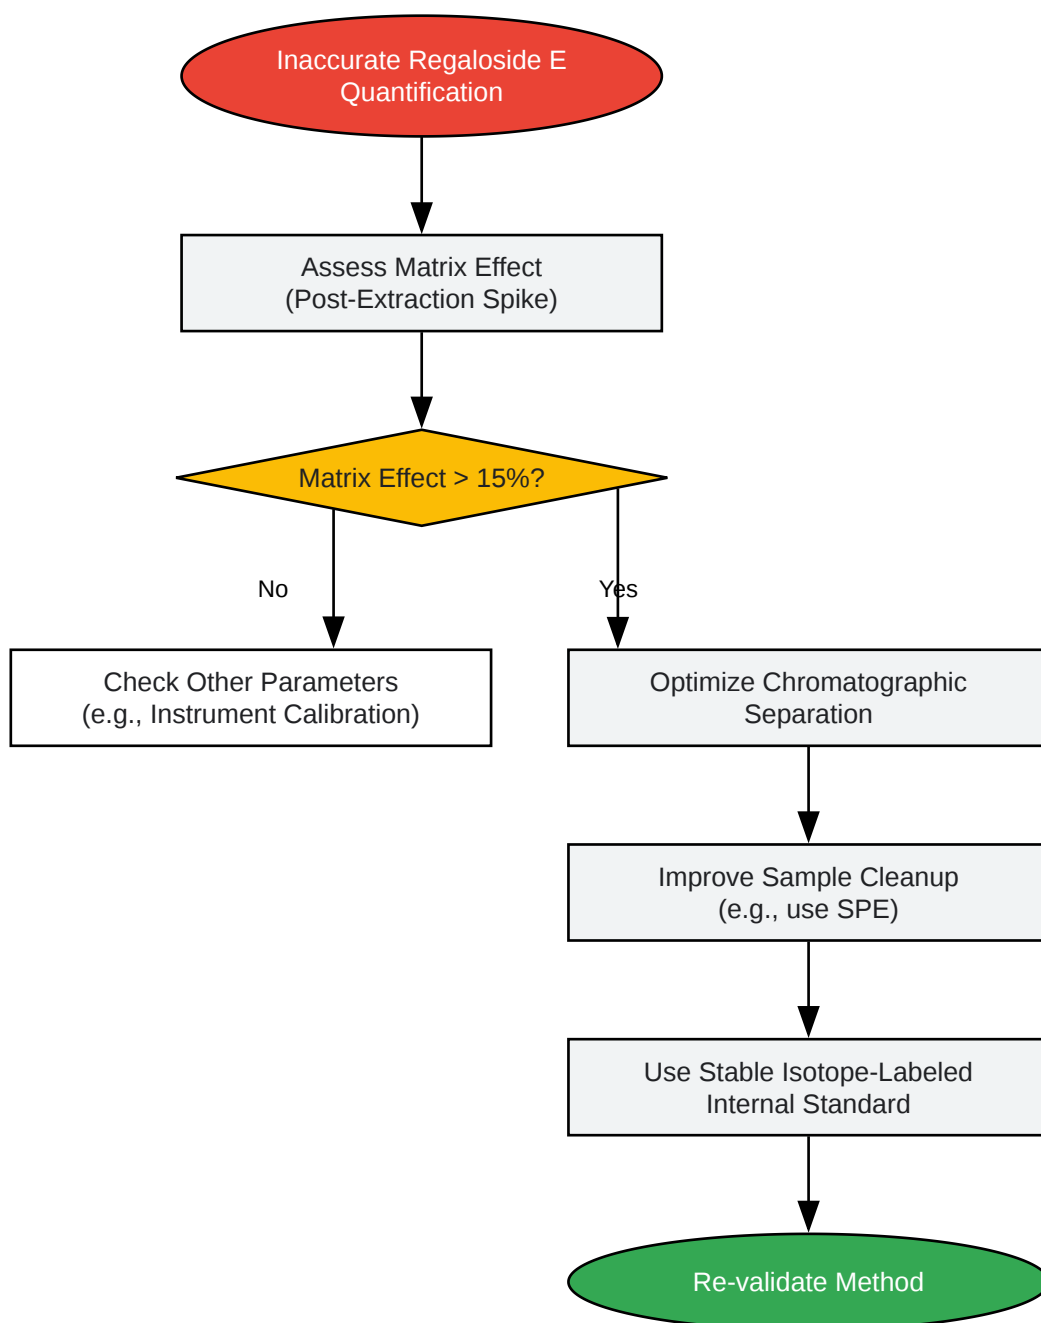 Inaccurate Regaloside E
Quantification
Assess Matrix Effect
(Post-Extraction Spike)
Matrix Effect > 15%?
No
Yes
Check Other Parameters
(e.g., Instrument Calibration)
Optimize Chromatographic
Separation
Improve Sample Cleanup
(e.g., use SPE)
Use Stable Isotope-Labeled
Internal Standard
Re-validate Method